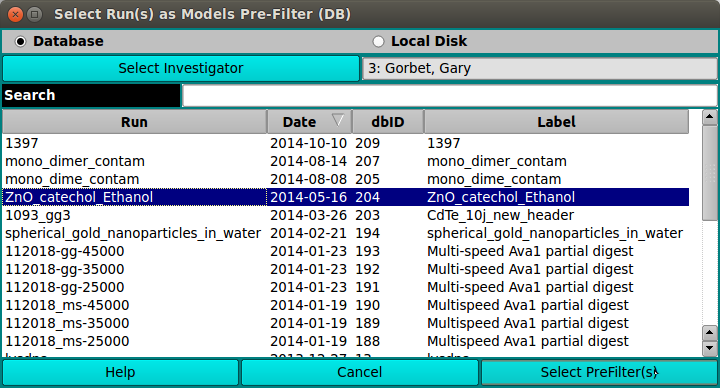 Select Run(s) as Models Pre-Filter (DB)
Database Local Disk
Select Investigator 3: Gorbet, Gary
Search
Run Date dbID Label
1397 2014-10-10 209 1397
mono_dimer_contam 2014-08-14 207 mono_dimer_contam
mono_dime_contam 2014-08-08 205 mono_dime_contam
ZnO_catechol_Ethanol 2014-05-16 204 ZnO_catechol_Ethanol
1093_gg3 2014-03-26 203 CdTe_10j_new_header
spherical_gold_nanoparticles_in_water 2014-02-21 194 spherical_gold_nanoparticles_in_water
112018-gg-45000 2014-01-23 193 Multi-speed Ava1 partial digest
112018-gg-35000 2014-01-23 192 Multi-speed Ava1 partial digest
112018-gg-25000 2014-01-23 191 Multi-speed Ava1 partial digest
112018_ms-45000 2014-01-19 190 Multispeed Ava1 partial digest
112018_ms-35000 2014-01-19 189 Multispeed Ava1 partial digest
112018_ms-25000 2014-01-19 188 Multispeed Ava1 partial digest
Help Cancel Select PreFilter(s)